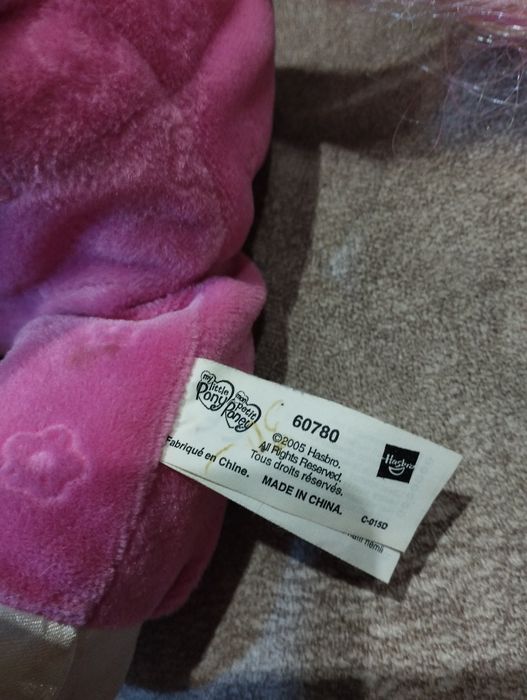 my little Pony mon petit Poney
60780
©2005 Hasbro.
All Rights Reserved.
Tous droits réservés.
Fabriqué en Chine. MADE IN CHINA.
Hasbro
C-015D